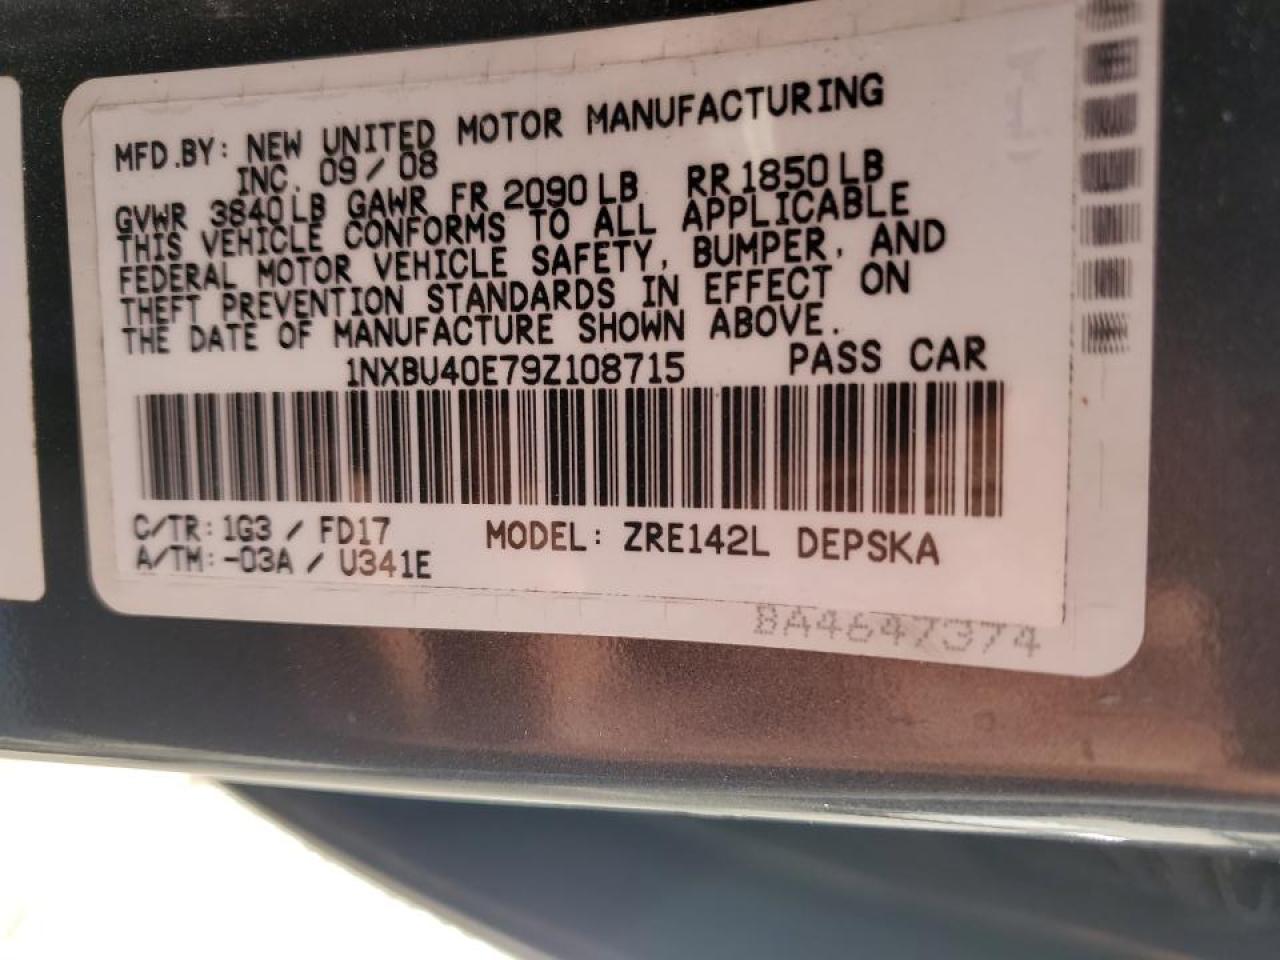 MFD.BY: NEW UNITED MOTOR MANUFACTURING
INC. 09/08
GVWR 3840LB GAWR FR 2090LB RR 1850LB
THIS VEHICLE CONFORMS TO ALL APPLICABLE
FEDERAL MOTOR VEHICLE SAFETY, BUMPER, AND
THEFT PREVENTION STANDARDS IN EFFECT ON
THE DATE OF MANUFACTURE SHOWN ABOVE.
1NXBU40E79Z108715 PASS CAR
C/TR: 1G3 / FD17 MODEL: ZRE142L DEPSKA
A/TM: -03A / U341E
BA4647374